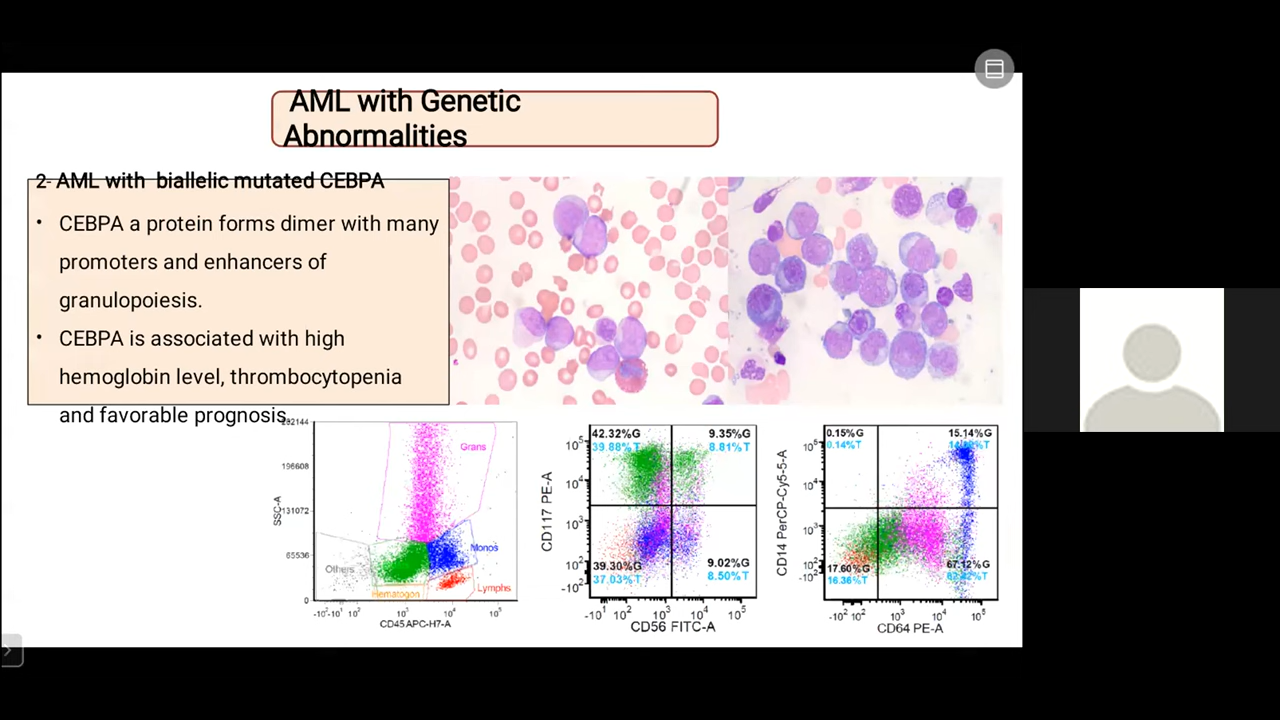 AML with Genetic
Abnormalities
2- AML with biallelic mutated CEBPA
• CEBPA a protein forms dimer with many
promoters and enhancers of
granulopoiesis.
• CEBPA is associated with high
hemoglobin level, thrombocytopenia
and favorable prognosis.
SSC-A
262144
196608
131072
65536
0
Grans
Monos
Others
Hematogon
Lymphs
-10² -10¹ 10² 10³ 10⁴ 10⁵
CD45 APC-H7-A
CD117 PE-A
42.32%G
39.88%T
9.35%G
8.81%T
39.30%G
37.03%T
9.02%G
8.50%T
10⁵
10⁴
10³
10²
-10²
-10¹ 10² 10³ 10⁴ 10⁵
CD56 FITC-A
CD14 PerCP-Cy5-5-A
0.15%G
0.14%T
15.14%G
17.60%G
16.36%T
67.12%G
10⁵
10⁴
10³
10²
-10²
-10² 10² 10³ 10⁴ 10⁵
CD64 PE-A